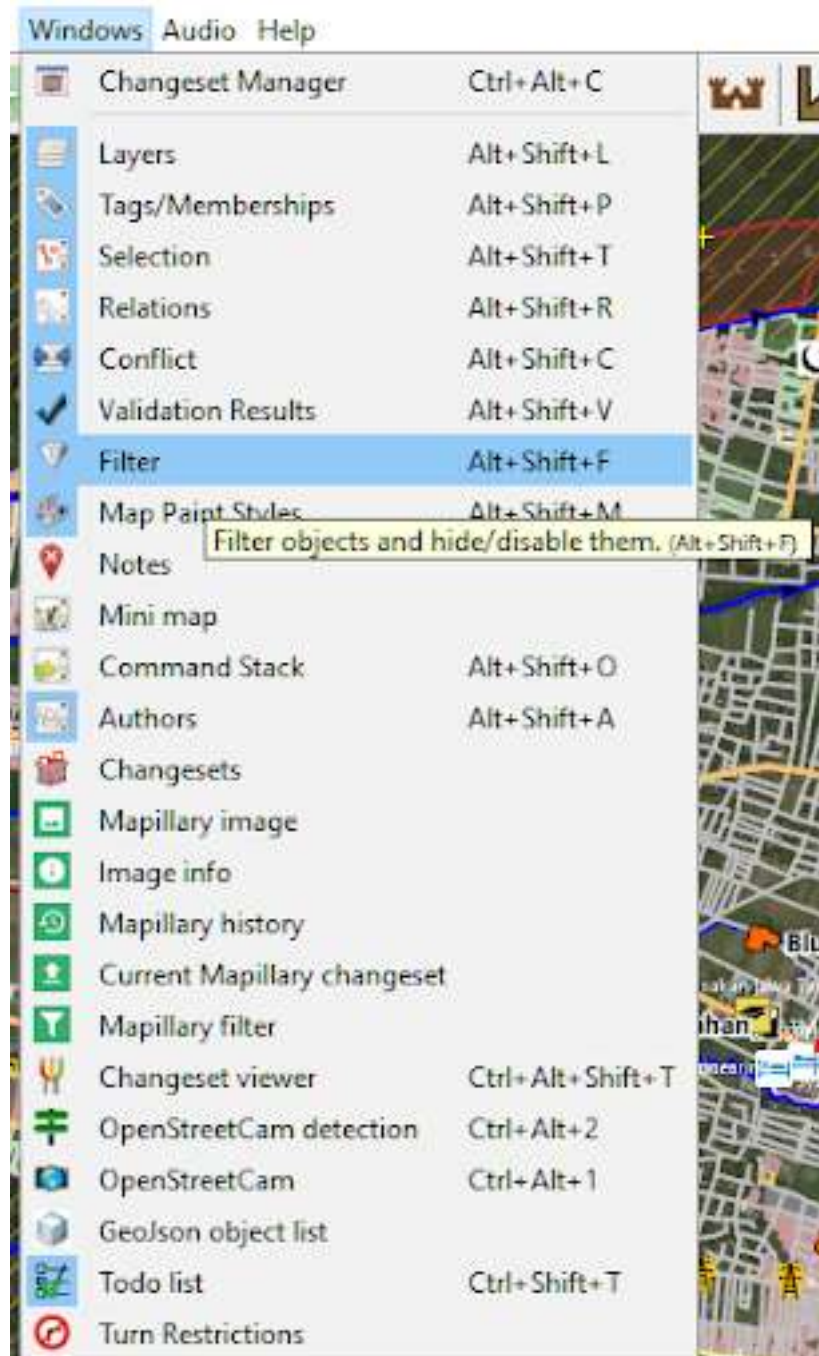 Windows Audio Help
Changeset Manager Ctrl+Alt+C
Layers Alt+Shift+L
Tags/Memberships Alt+Shift+P
Selection Alt+Shift+T
Relations Alt+Shift+R
Conflict Alt+Shift+C
Validation Results Alt+Shift+V
Filter Alt+Shift+F
Map Paint Styles Alt+Shift+M
Filter objects and hide/disable them. (Alt+Shift+F)
Notes
Mini map
Command Stack Alt+Shift+O
Authors Alt+Shift+A
Changesets
Mapillary image
Image info
Mapillary history
Blu
Current Mapillary changeset
Mapillary filter
Changeset viewer Ctrl+Alt+Shift+T
OpenStreetCam detection Ctrl+Alt+2
OpenStreetCam Ctrl+Alt+1
GeoJson object list
Todo list Ctrl+Shift+T
Turn Restrictions